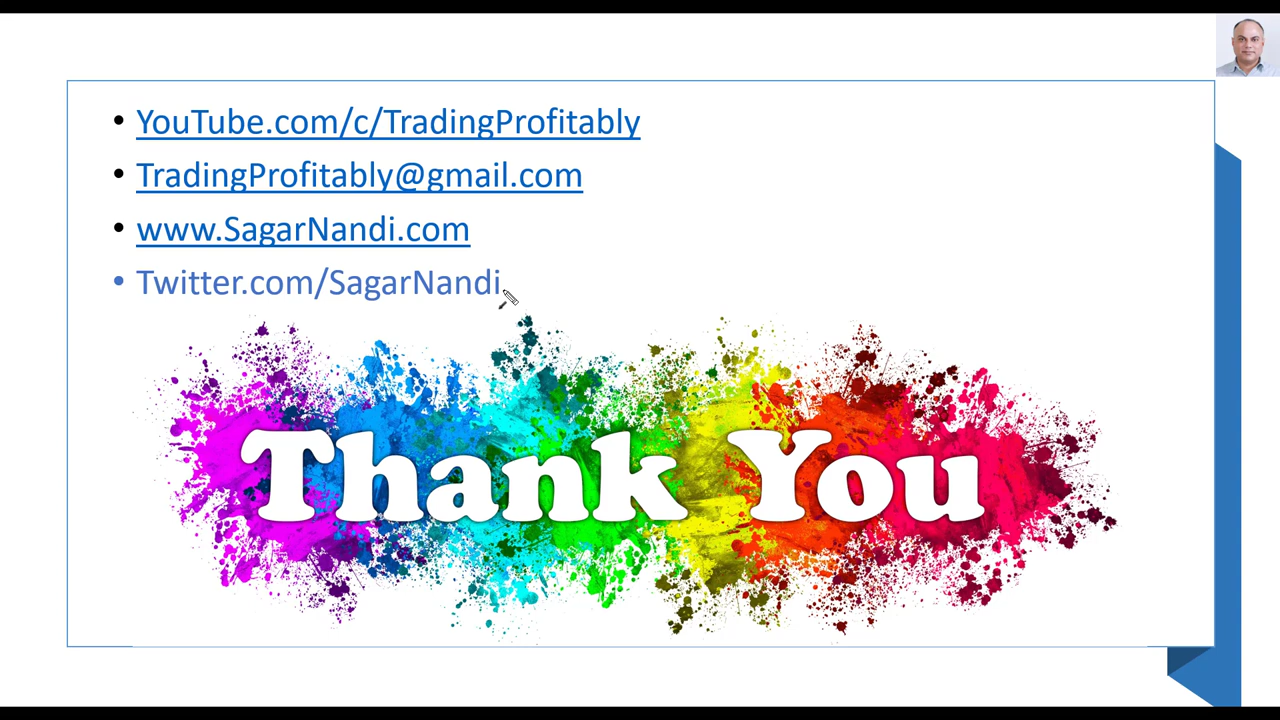 • YouTube.com/c/TradingProfitably
• TradingProfitably@gmail.com
• www.SagarNandi.com
• Twitter.com/SagarNandi
Thank You